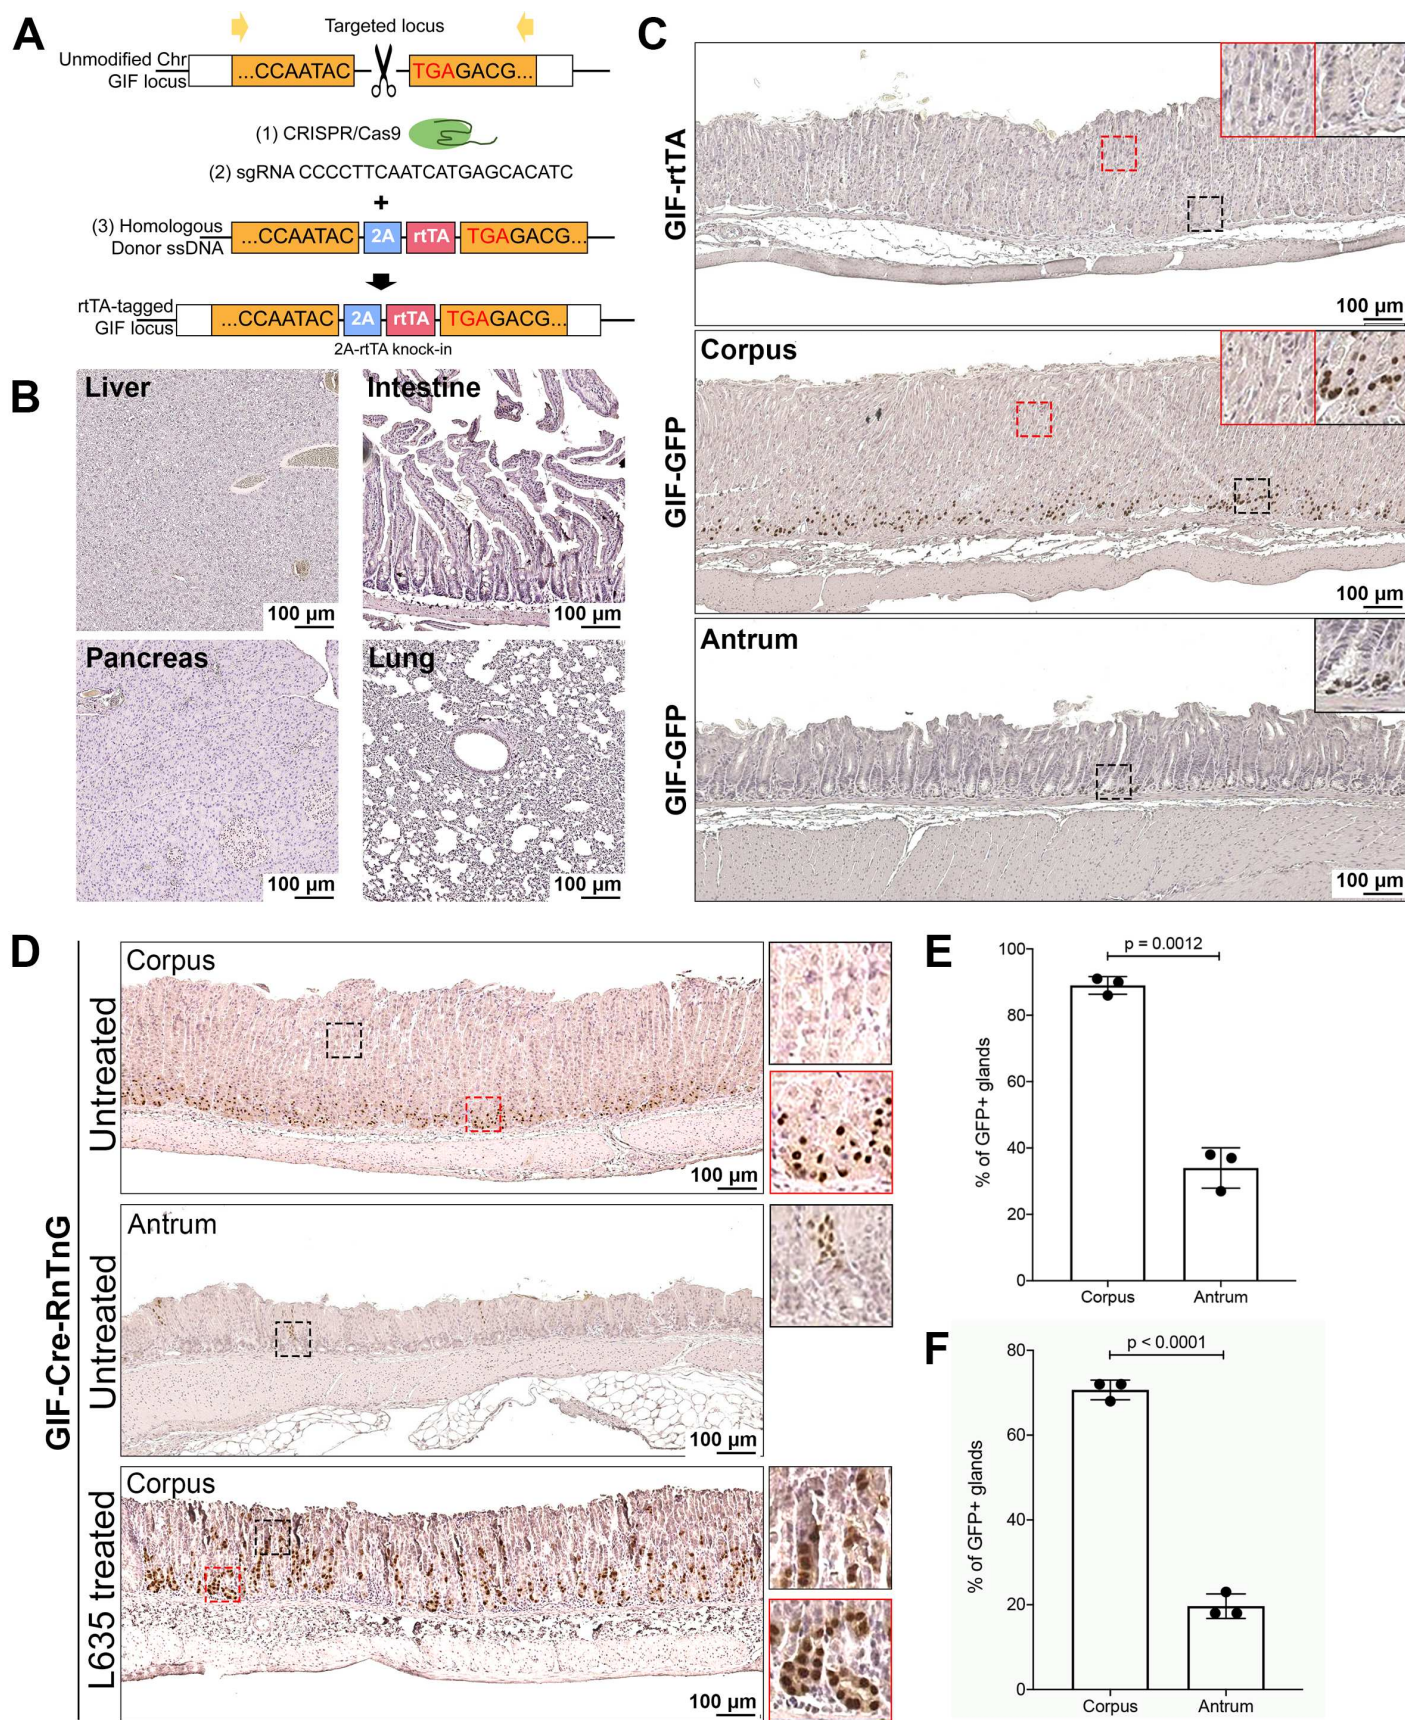 A
Targeted locus
Unmodified Chr
GIF locus
...CCAATAC
TGAGACG...
(1) CRISPR/Cas9
(2) sgRNA CCCCTTCAATCATGAGCACATC
+
(3) Homologous
Donor ssDNA
...CCAATAC
2A
rtTA
TGAGACG...
rtTA-tagged
GIF locus
...CCAATAC
2A
rtTA
TGAGACG...
2A-rtTA knock-in
B
Liver
100 µm
Intestine
100 µm
Pancreas
100 µm
Lung
100 µm
C
GIF-rtTA
100 µm
GIF-GFP
Corpus
100 µm
GIF-GFP
Antrum
100 µm
D
GIF-Cre-RnTnG
Untreated
Corpus
100 µm
Untreated
Antrum
100 µm
L635 treated
Corpus
100 µm
E
% of GFP+ glands
100
80
60
40
20
0
p = 0.0012
Corpus
Antrum
F
% of GFP+ glands
80
60
40
20
0
p < 0.0001
Corpus
Antrum